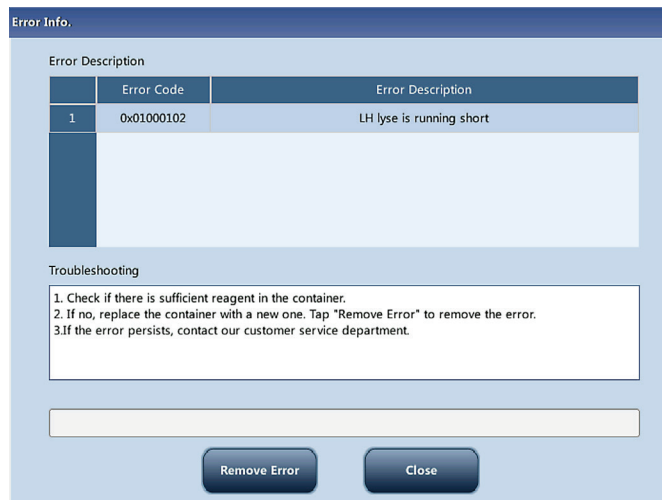 Error Info.
Error Description
Error Code Error Description
1 0x01000102 LH lyse is running short
Troubleshooting
1. Check if there is sufficient reagent in the container.
2. If no, replace the container with a new one. Tap "Remove Error" to remove the error.
3.If the error persists, contact our customer service department.
Remove Error Close